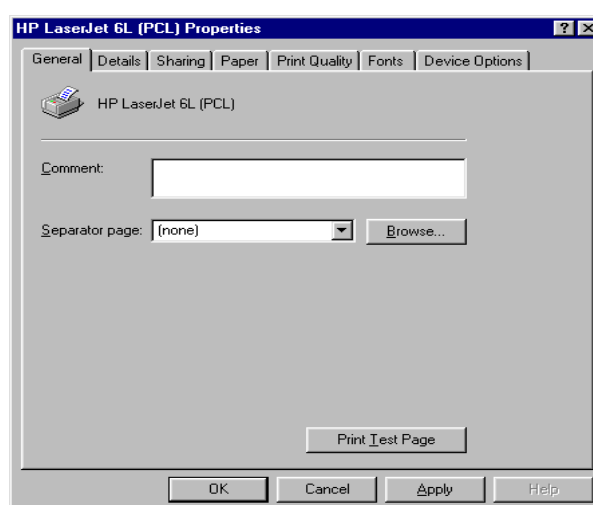 HP LaserJet 6L (PCL) Properties
General Details Sharing Paper Print Quality Fonts Device Options
HP LaserJet 6L (PCL)
Comment:
Separator page: (none) Browse...
Print Test Page
OK Cancel Apply Help